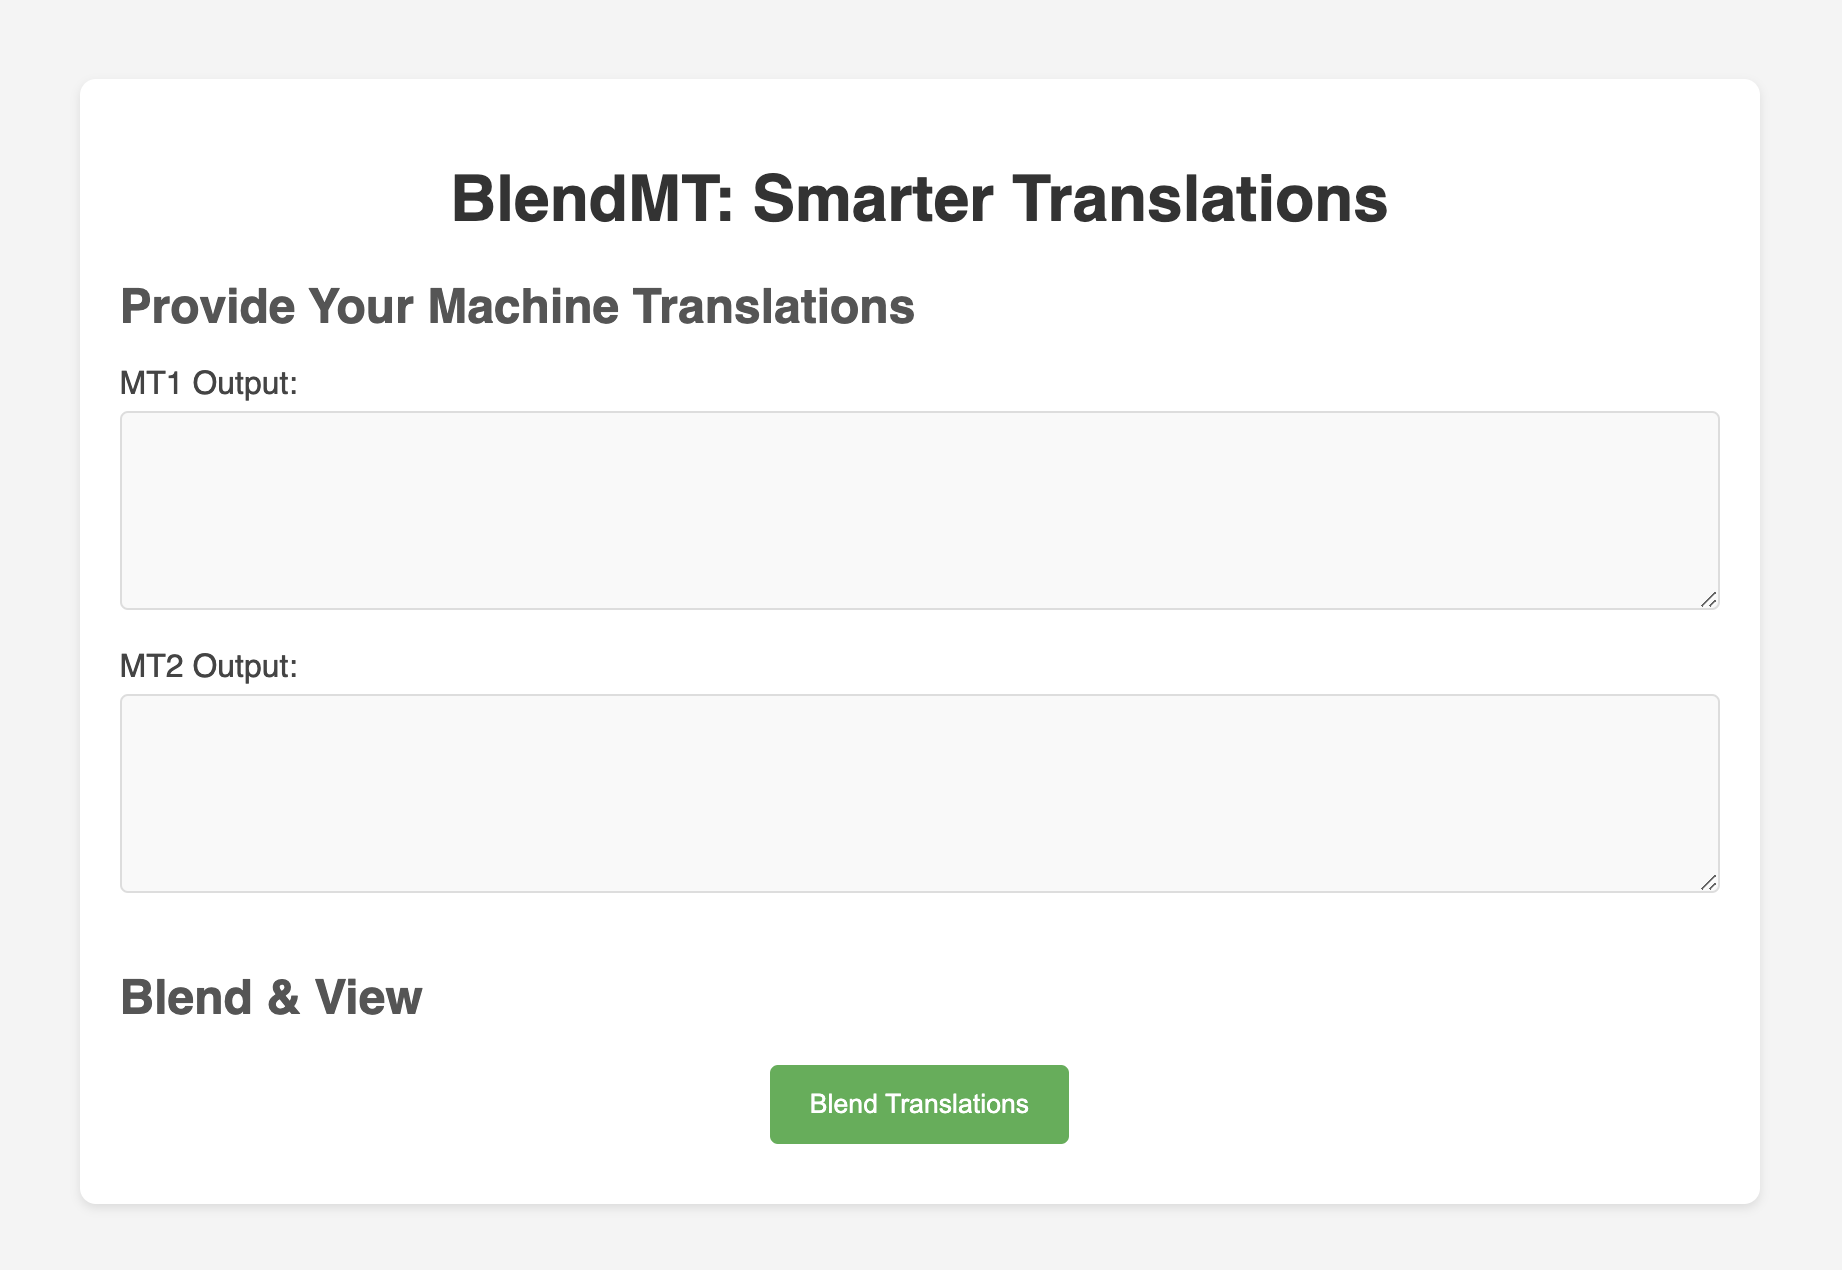 BlendMT: Smarter Translations
Provide Your Machine Translations
MT1 Output:
MT2 Output:
Blend & View
Blend Translations